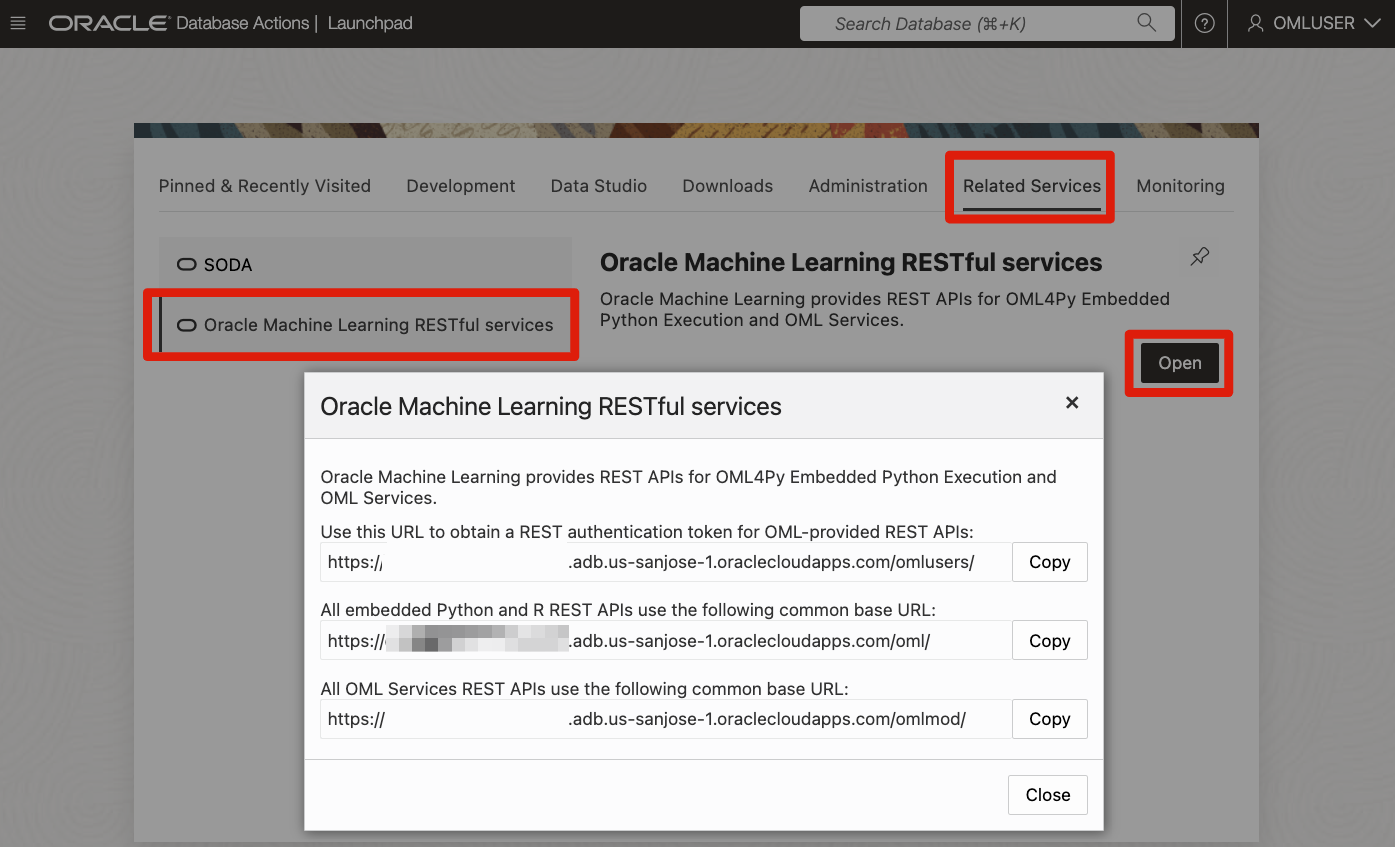 ORACLE Database Actions | Launchpad
Search Database (⌘+K)
OMLUSER
Pinned & Recently Visited
Development
Data Studio
Downloads
Administration
Related Services
Monitoring
SODA
Oracle Machine Learning RESTful services
Oracle Machine Learning RESTful services
Oracle Machine Learning provides REST APIs for OML4Py Embedded
Python Execution and OML Services.
Open
Oracle Machine Learning RESTful services
Oracle Machine Learning provides REST APIs for OML4Py Embedded Python Execution and
OML Services.
Use this URL to obtain a REST authentication token for OML-provided REST APIs:
https:// .adb.us-sanjose-1.oraclecloudapps.com/omlusers/
Copy
All embedded Python and R REST APIs use the following common base URL:
https:// .adb.us-sanjose-1.oraclecloudapps.com/oml/
Copy
All OML Services REST APIs use the following common base URL:
https:// .adb.us-sanjose-1.oraclecloudapps.com/omlmod/
Copy
Close